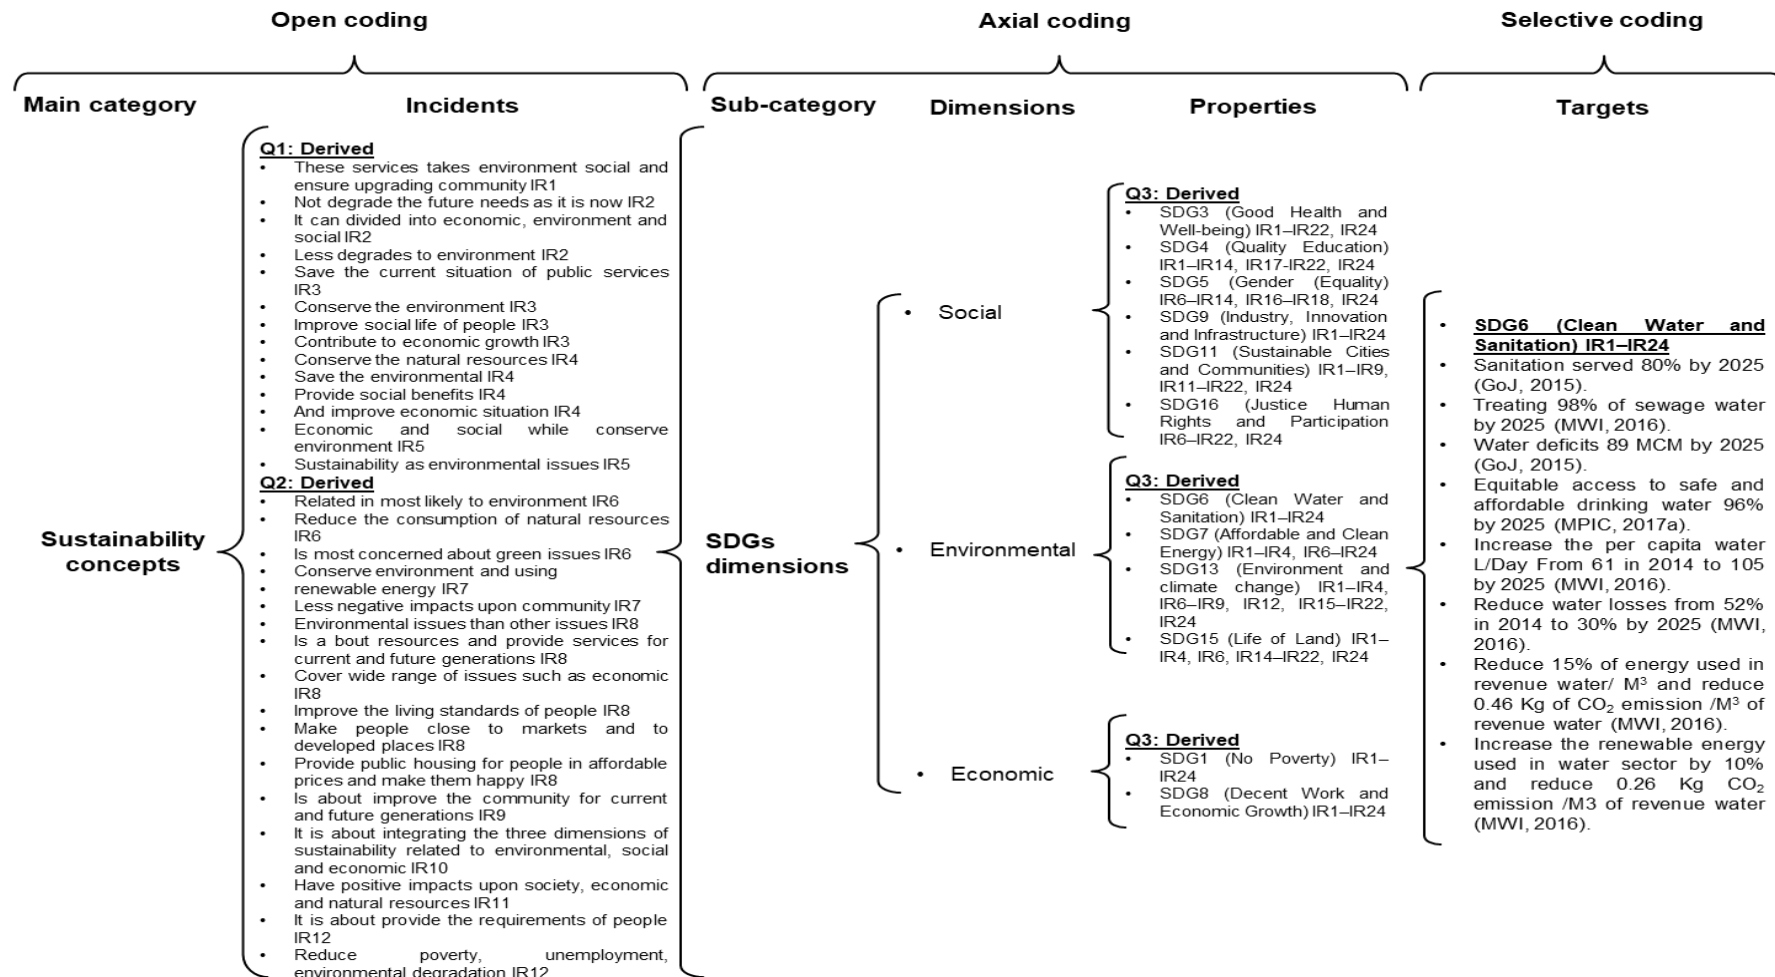 Open coding
Axial coding
Selective coding
Main category
Incidents
Sub-category
Dimensions
Properties
Targets
Sustainability
concepts
Q1: Derived
• These services takes environment social and
ensure upgrading community IR1
• Not degrade the future needs as it is now IR2
• It can divided into economic, environment and
social IR2
• Less degrades to environment IR2
• Save the current situation of public services
IR3
• Conserve the environment IR3
• Improve social life of people IR3
• Contribute to economic growth IR3
• Conserve the natural resources IR4
• Save the environmental IR4
• Provide social benefits IR4
• And improve economic situation IR4
• Economic and social while conserve
environment IR5
• Sustainability as environmental issues IR5
Q2: Derived
• Related in most likely to environment IR6
• Reduce the consumption of natural resources
IR6
• Is most concerned about green issues IR6
• Conserve environment and using
• renewable energy IR7
• Less negative impacts upon community IR7
• Environmental issues than other issues IR8
• Is a bout resources and provide services for
current and future generations IR8
• Cover wide range of issues such as economic
IR8
• Improve the living standards of people IR8
• Make people close to markets and to
developed places IR8
• Provide public housing for people in affordable
prices and make them happy IR8
• Is about improve the community for current
and future generations IR9
• It is about integrating the three dimensions of
sustainability related to environmental, social
and economic IR10
• Have positive impacts upon society, economic
and natural resources IR11
• It is about provide the requirements of people
IR12
• Reduce poverty, unemployment,
environmental degradation IR12
SDGs
dimensions
• Social
• Environmental
• Economic
Q3: Derived
• SDG3 (Good Health and
Well-being) IR1–IR22, IR24
• SDG4 (Quality Education)
IR1–IR14, IR17-IR22, IR24
• SDG5 (Gender (Equality)
IR6–IR14, IR16–IR18, IR24
• SDG9 (Industry, Innovation
and Infrastructure) IR1–IR24
• SDG11 (Sustainable Cities
and Communities) IR1–IR9,
IR11–IR22, IR24
• SDG16 (Justice Human
Rights and Participation
IR6–IR22, IR24
Q3: Derived
• SDG6 (Clean Water and
Sanitation) IR1–IR24
• SDG7 (Affordable and Clean
Energy) IR1–IR4, IR6–IR24
• SDG13 (Environment and
climate change) IR1–IR4,
IR6–IR9, IR12, IR15–IR22,
IR24
• SDG15 (Life of Land) IR1–
IR4, IR6, IR14–IR22, IR24
Q3: Derived
• SDG1 (No Poverty) IR1–
IR24
• SDG8 (Decent Work and
Economic Growth) IR1–IR24
• SDG6 (Clean Water and
Sanitation) IR1–IR24
• Sanitation served 80% by 2025
(GoJ, 2015).
• Treating 98% of sewage water
by 2025 (MWI, 2016).
• Water deficits 89 MCM by 2025
(GoJ, 2015).
• Equitable access to safe and
affordable drinking water 96%
by 2025 (MPIC, 2017a).
• Increase the per capita water
L/Day From 61 in 2014 to 105
by 2025 (MWI, 2016).
• Reduce water losses from 52%
in 2014 to 30% by 2025 (MWI,
2016).
• Reduce 15% of energy used in
revenue water/ M³ and reduce
0.46 Kg of CO₂ emission /M³ of
revenue water (MWI, 2016).
• Increase the renewable energy
used in water sector by 10%
and reduce 0.26 Kg CO₂
emission /M3 of revenue water
(MWI, 2016).